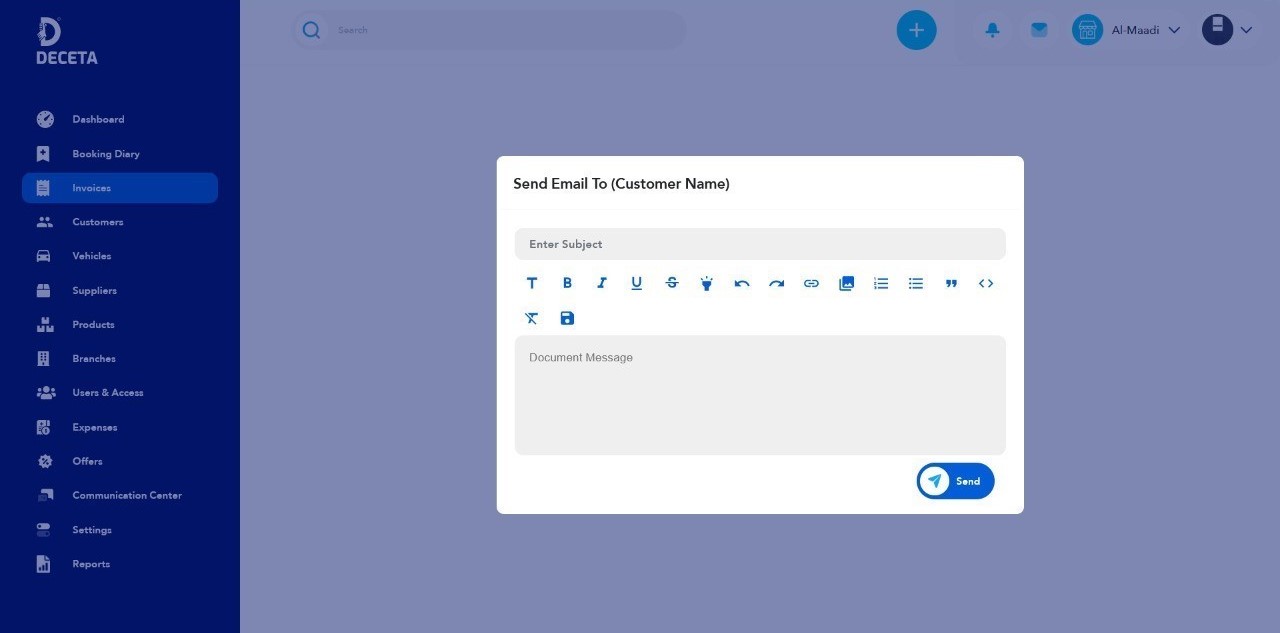 DECETA
Search
Al-Maadi
Dashboard
Booking Diary
Invoices
Customers
Vehicles
Suppliers
Products
Branches
Users & Access
Expenses
Offers
Communication Center
Settings
Reports
Send Email To (Customer Name)
Enter Subject
Document Message
Send